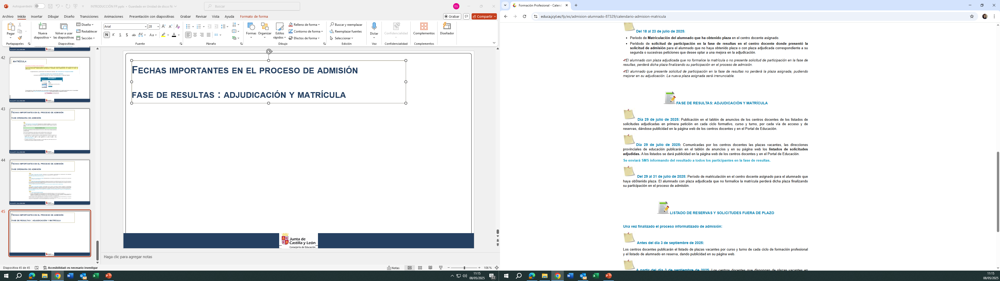 Autoguardado
INTRODUCCIÓN FP.pptx • Guardado en Unidad de disco N:
Buscar
EG
Archivo Inicio Insertar Dibujar Diseño Transiciones Animaciones Presentación con diapositivas Grabar Revisar Vista Ayuda Formato de forma
Grabar
Compartir
Pegar
Portapapeles
Nueva diapositiva
Volver a usar las diapositivas
Diseño
Restablecer
Sección
Diapositivas
Arial 28
N K S S ab AV Aa A
Fuente
Párrafo
Formas Organizar Estilos rápidos
Relleno de forma
Contorno de forma
Efectos de forma
Dibujo
Buscar y reemplazar
Reemplazar fuentes
Seleccionar
Edición
Dictar
Voz
Confidencialidad
Confidencialidad
Complementos
Complementos
Diseñador
42
MATRÍCULA
43
FECHAS IMPORTANTES EN EL PROCESO DE ADMISIÓN
FASE ORDINARIA DE ADMISIÓN
44
FECHAS IMPORTANTES EN EL PROCESO DE ADMISIÓN
FASE ORDINARIA DE ADMISIÓN
45
FECHAS IMPORTANTES EN EL PROCESO DE ADMISIÓN
FASE DE RESULTAS : ADJUDICACIÓN Y MATRÍCULA
FECHAS IMPORTANTES EN EL PROCESO DE ADMISIÓN
FASE DE RESULTAS : ADJUDICACIÓN Y MATRÍCULA
Junta de
Castilla y León
Consejería de Educación
Haga clic para agregar notas
Diapositiva 45 de 45
Accesibilidad: es necesario investigar
Notas
106 %
11:15
08/05/2025
22
Formación Profesional - Calend
educa.jcyl.es/fp/es/admision-alumnado-87329/calendario-admision-matricula
Del 18 al 23 de julio de 2025:
• Periodo de Matriculación del alumnado que ha obtenido plaza en el centro docente asignado.
• Peridodo de solicitud de participación en la fase de resultas en el centro docente donde presentó la
solicitud de admisión para el alumnado que no haya obtenido plaza o con plaza adjudicada correspondiente a su
segunda o sucesivas peticiones que desee optar a una mejora en la adjudicación.
El alumnado con plaza adjudicada que no formalice la matrícula o no presente solicitud de participación en la fase de
resultas, perderá dicha plaza finalizando su participación en el proceso de admisión.
El alumnado que presente solicitud de participación en la fase de resultas no perderá la plaza asignada, pudiendo
mejorar en su adjudicación. La nueva plaza asignada será irrenunciable.
FASE DE RESULTAS: ADJUDICACIÓN Y MATRÍCULA
Día 29 de julio de 2025: Publicación en el tablón de anuncios de los centros docentes de los listados de
solicitudes adjudicadas en primera petición en cada ciclo formativo, curso y turno, por cada vía de acceso y de
reservas, dándose publicidad en la página web de los centros docentes y en el Portal de Educación.
Día 29 de julio de 2025: Comunicadas por los centros docentes las plazas vacantes, las direcciones
provinciales de educación publicarán en el tablón de anuncios y en su página web los listados de solicitudes
adjudidas. A los listados se dará publicidad en la página web de los centros docentes y en el Portal de Educación.
Se enviará SMS informando del resultado a todos los participantes en la fase de resultas.
Del 29 al 31 de julio de 2025: Período de matriculación en el centro docente asignado para el alumnado que
haya ob5tenido plaza. El alumnado con plaza adjudicada que no formalice la matrícula perderá dicha plaza finalizando
su participación en el proceso de admisión.
LISTADO DE RESERVAS Y SOLICITUDES FUERA DE PLAZO
Una vez finalizado el proceso informatizado de admisión:
Antes del día 3 de septiembre de 2025:
Los centros docentes publicarán el listado de plazas vacantes por curso y turno de cada ciclo de formación profesional
y el listado de alumnado en reserva, dando publicidad en su página web.
A partir del día 3 de septiembre de 2025: Los centros docentes que dispongan de plazas vacantes en
11:15
08/05/2025